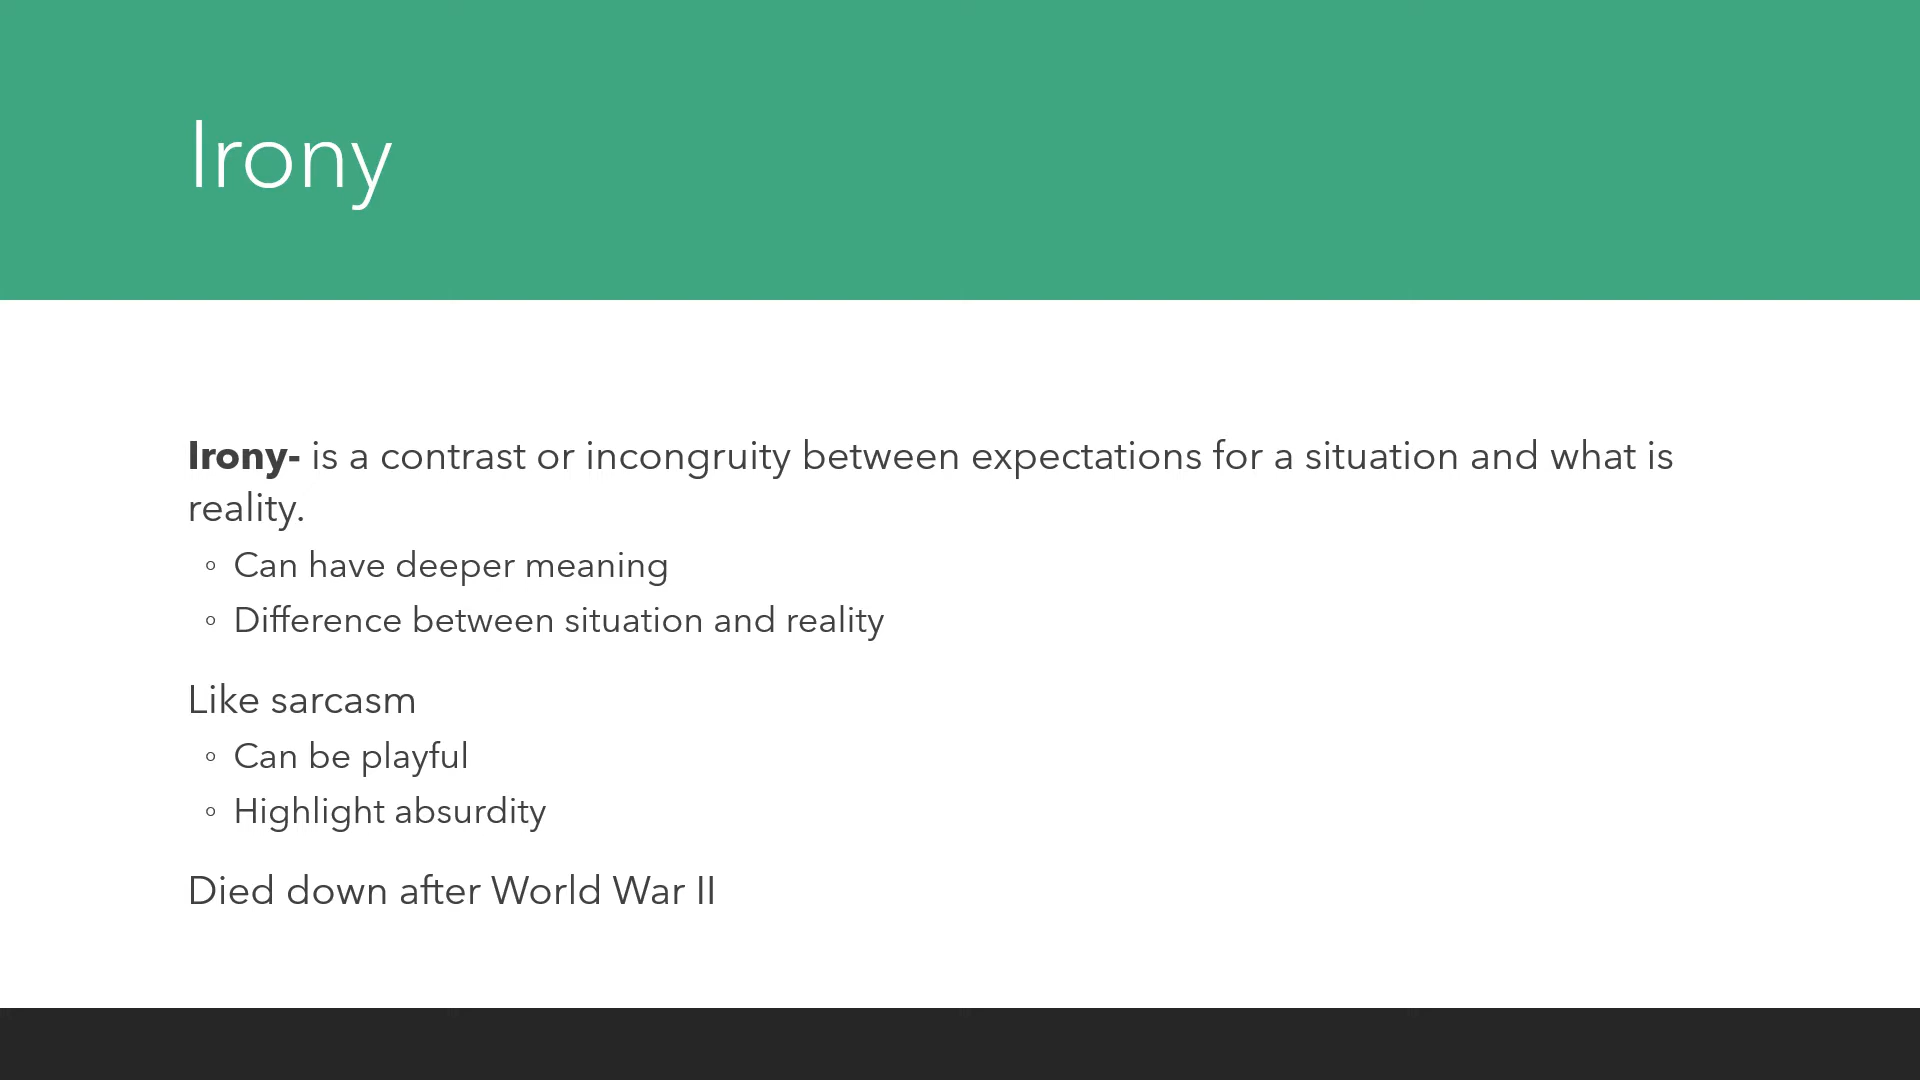 Irony
Irony- is a contrast or incongruity between expectations for a situation and what is
reality.
◦ Can have deeper meaning
◦ Difference between situation and reality
Like sarcasm
◦ Can be playful
◦ Highlight absurdity
Died down after World War II